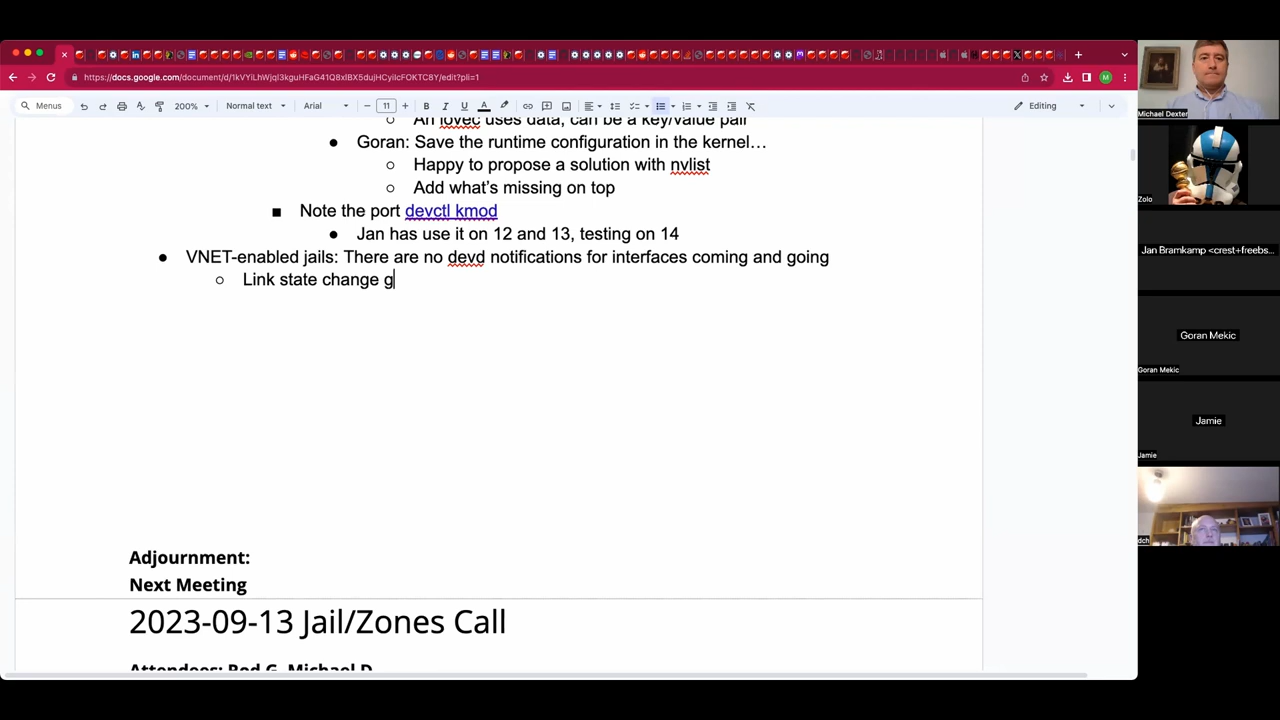 https://docs.google.com/document/d/1kVYiLhWjqI3kguHFaG41Q8xlBX5dujHCyilcFOKTC8Y/edit?pli=1
Menus
200%
Normal text
Arial
11
Editing
An iovec uses data, can be a key/value pair
Goran: Save the runtime configuration in the kernel…
Happy to propose a solution with nvlist
Add what's missing on top
Note the port devctl kmod
Jan has use it on 12 and 13, testing on 14
VNET-enabled jails: There are no devd notifications for interfaces coming and going
Link state change g
Adjournment:
Next Meeting
2023-09-13 Jail/Zones Call
Attendees: Rod G, Michael D
Michael Dexter
Zolo
Jan Bramkamp <crest+freebs...
Goran Mekic
Goran Mekic
Jamie
Jamie
dch